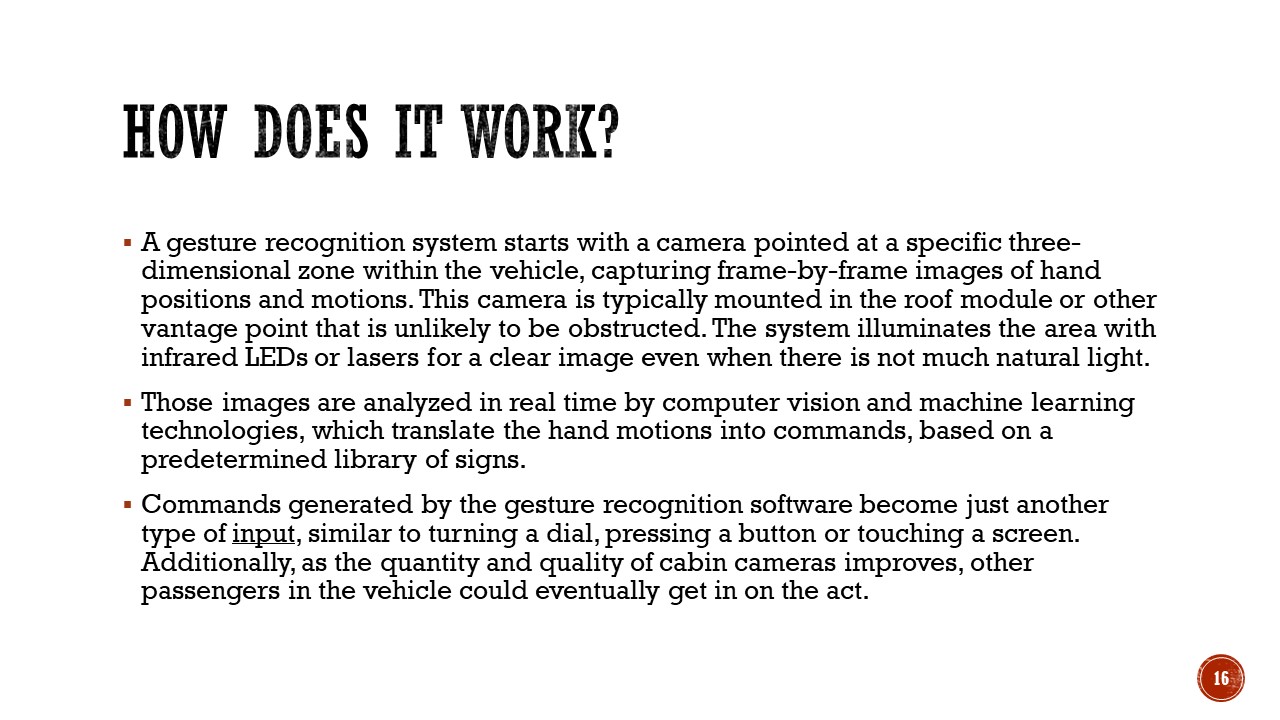 HOW DOES IT WORK?
▪ A gesture recognition system starts with a camera pointed at a specific three-
dimensional zone within the vehicle, capturing frame-by-frame images of hand
positions and motions. This camera is typically mounted in the roof module or other
vantage point that is unlikely to be obstructed. The system illuminates the area with
infrared LEDs or lasers for a clear image even when there is not much natural light.
▪ Those images are analyzed in real time by computer vision and machine learning
technologies, which translate the hand motions into commands, based on a
predetermined library of signs.
▪ Commands generated by the gesture recognition software become just another
type of input, similar to turning a dial, pressing a button or touching a screen.
Additionally, as the quantity and quality of cabin cameras improves, other
passengers in the vehicle could eventually get in on the act.
16